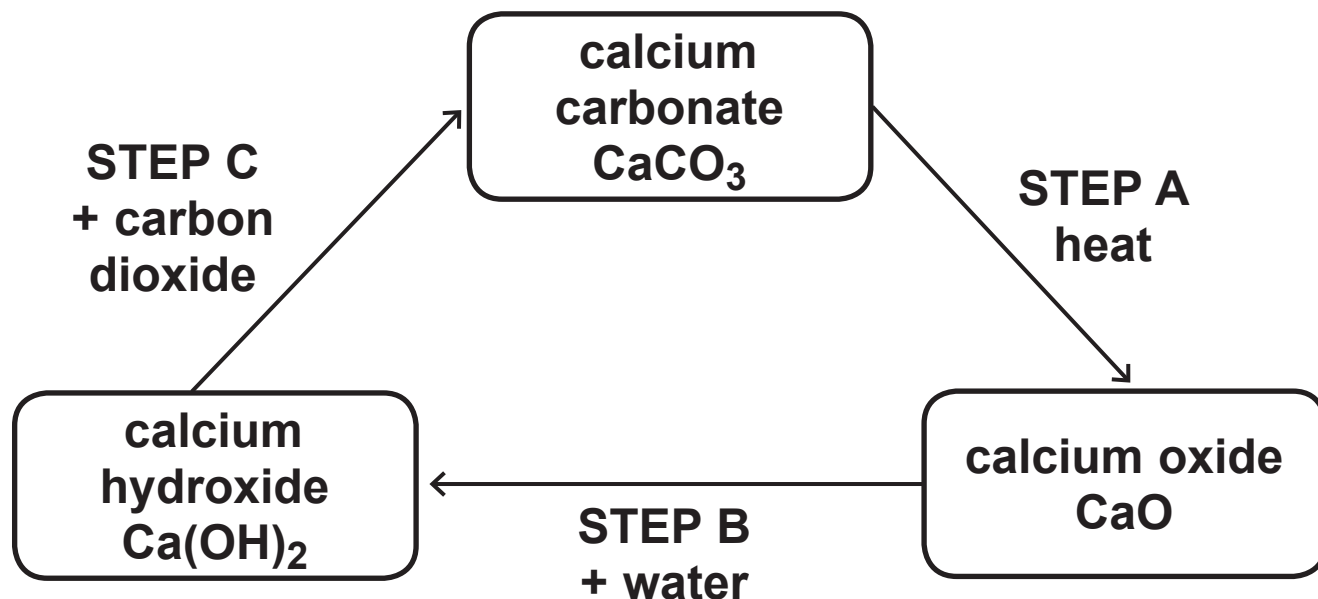 calcium
carbonate
CaCO₃
STEP A
heat
calcium oxide
CaO
STEP B
+ water
calcium
hydroxide
Ca(OH)₂
STEP C
+ carbon
dioxide